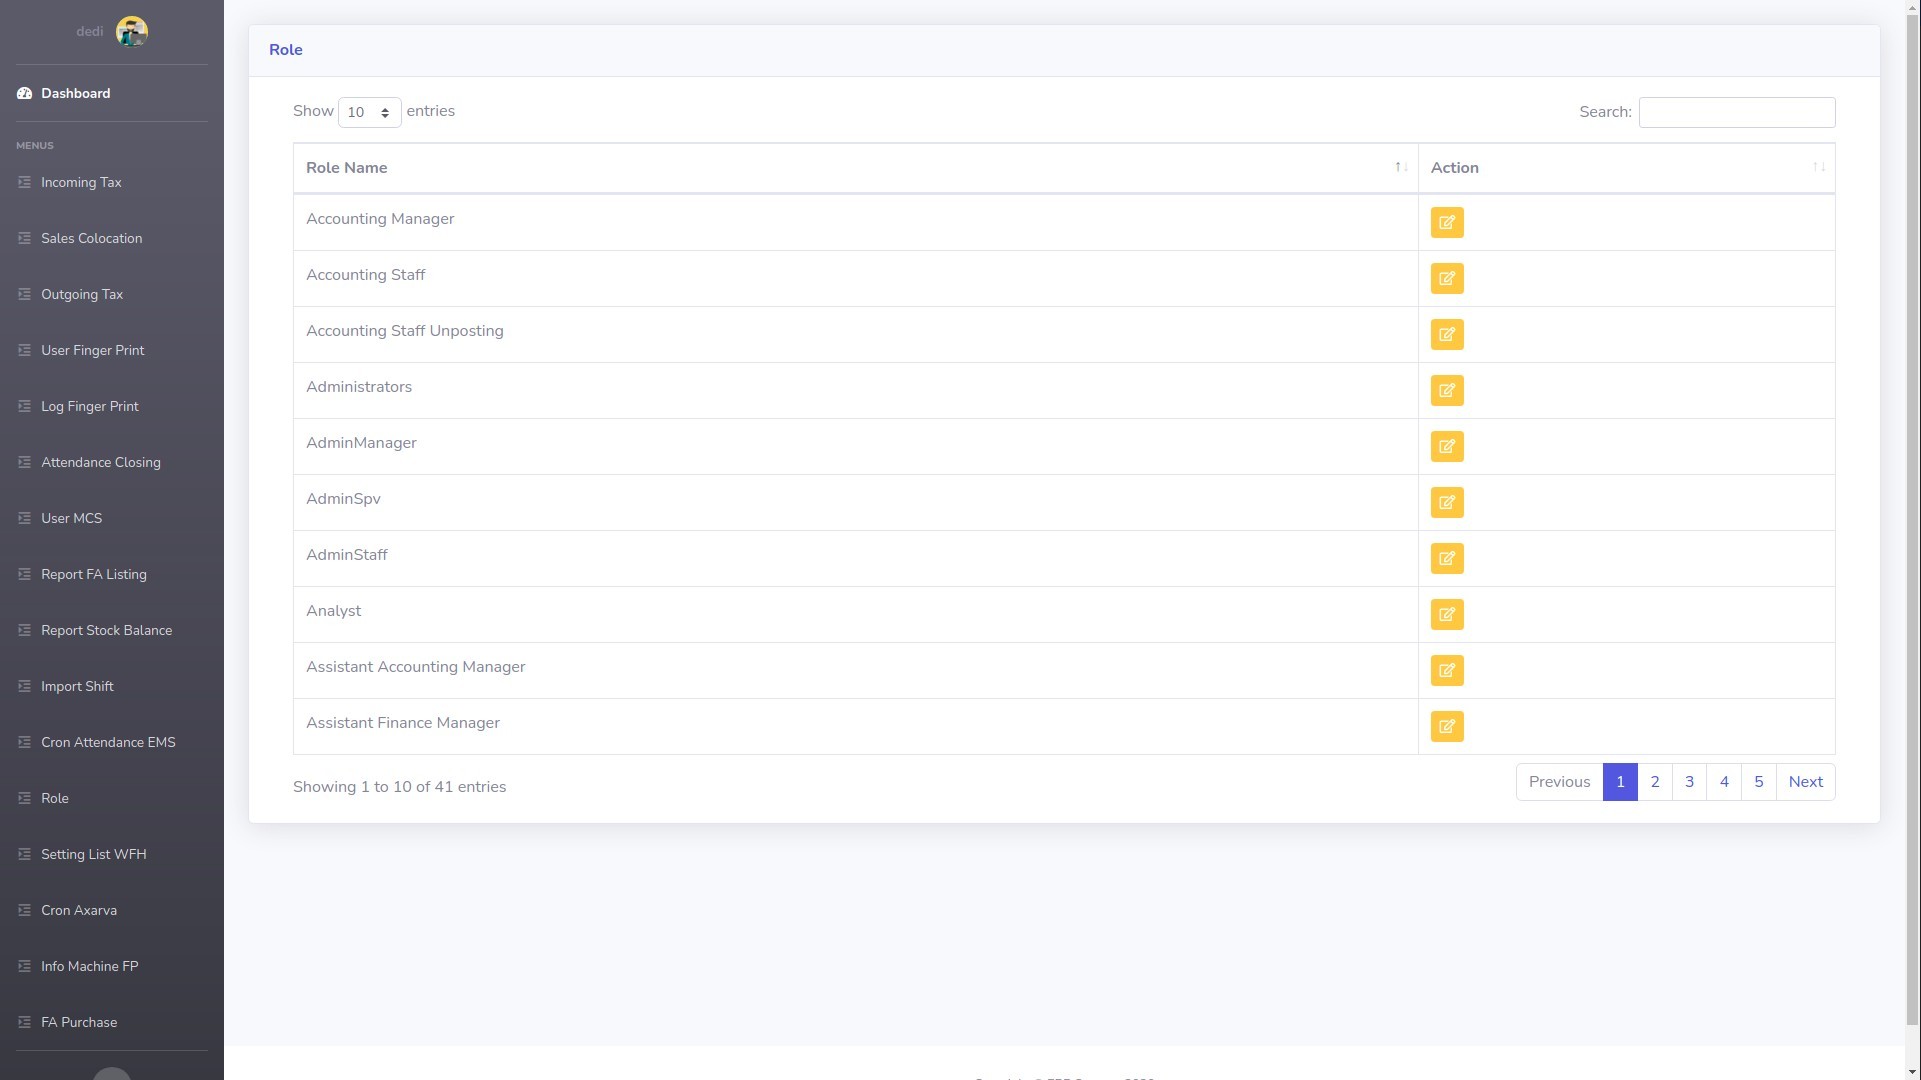 dedi
Dashboard
MENUS
Incoming Tax
Sales Colocation
Outgoing Tax
User Finger Print
Log Finger Print
Attendance Closing
User MCS
Report FA Listing
Report Stock Balance
Import Shift
Cron Attendance EMS
Role
Setting List WFH
Cron Axarva
Info Machine FP
FA Purchase
Role
Show 10 entries
Search:
Role Name Action
Accounting Manager
Accounting Staff
Accounting Staff Unposting
Administrators
AdminManager
AdminSpv
AdminStaff
Analyst
Assistant Accounting Manager
Assistant Finance Manager
Showing 1 to 10 of 41 entries
Previous 1 2 3 4 5 Next